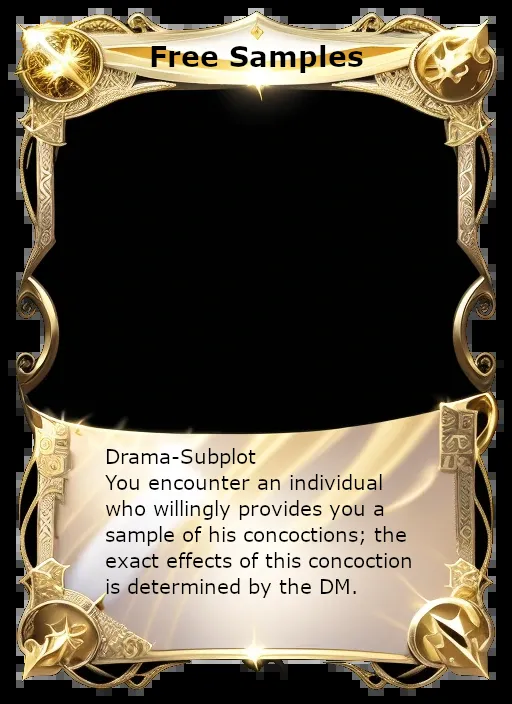 Free Samples
Drama-Subplot
You encounter an individual
who willingly provides you a
sample of his concoctions; the
exact effects of this concoction
is determined by the DM.